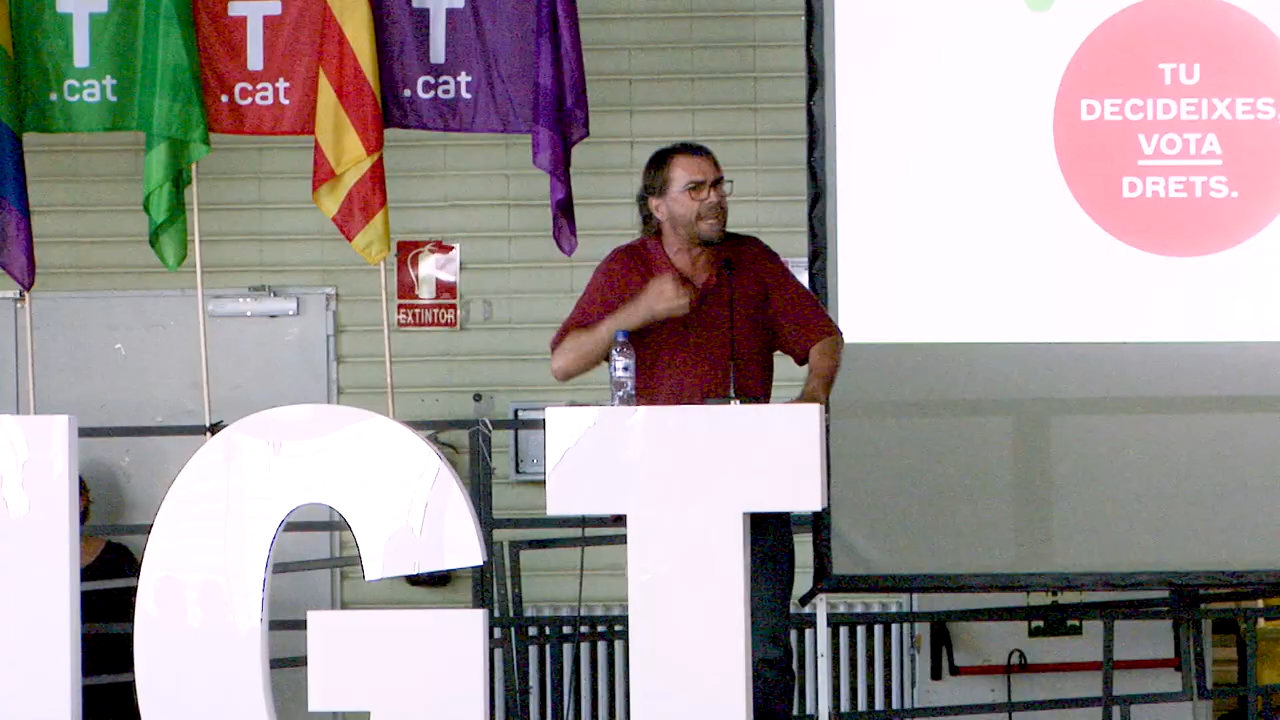 T
.cat
T
.cat
T
.cat
TU
DECIDEIXES
VOTA
DRETS.
EXTINTOR
GT